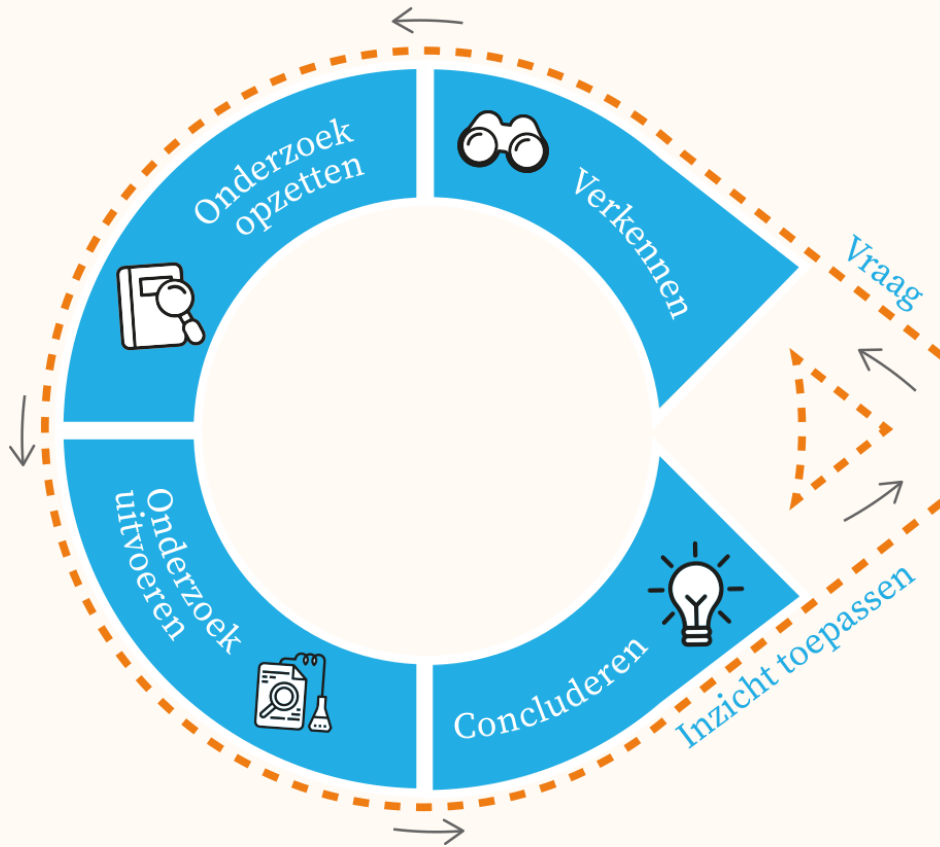 Vraag
Verkennen
Onderzoek
opzetten
Onderzoek
uitvoeren
Concluderen
Inzicht toepassen